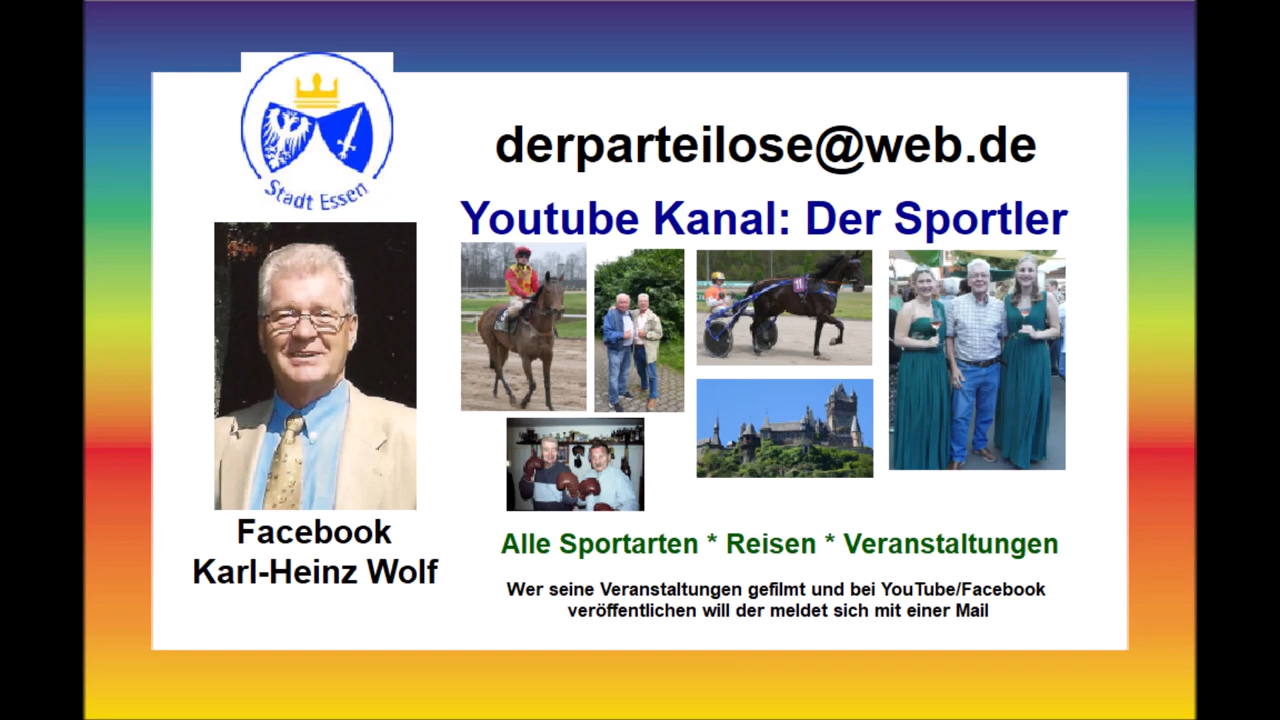 Stadt Essen
derparteilose@web.de
Youtube Kanal: Der Sportler
Facebook
Karl-Heinz Wolf
Alle Sportarten * Reisen * Veranstaltungen
Wer seine Veranstaltungen gefilmt und bei YouTube/Facebook
veröffentlichen will der meldet sich mit einer Mail